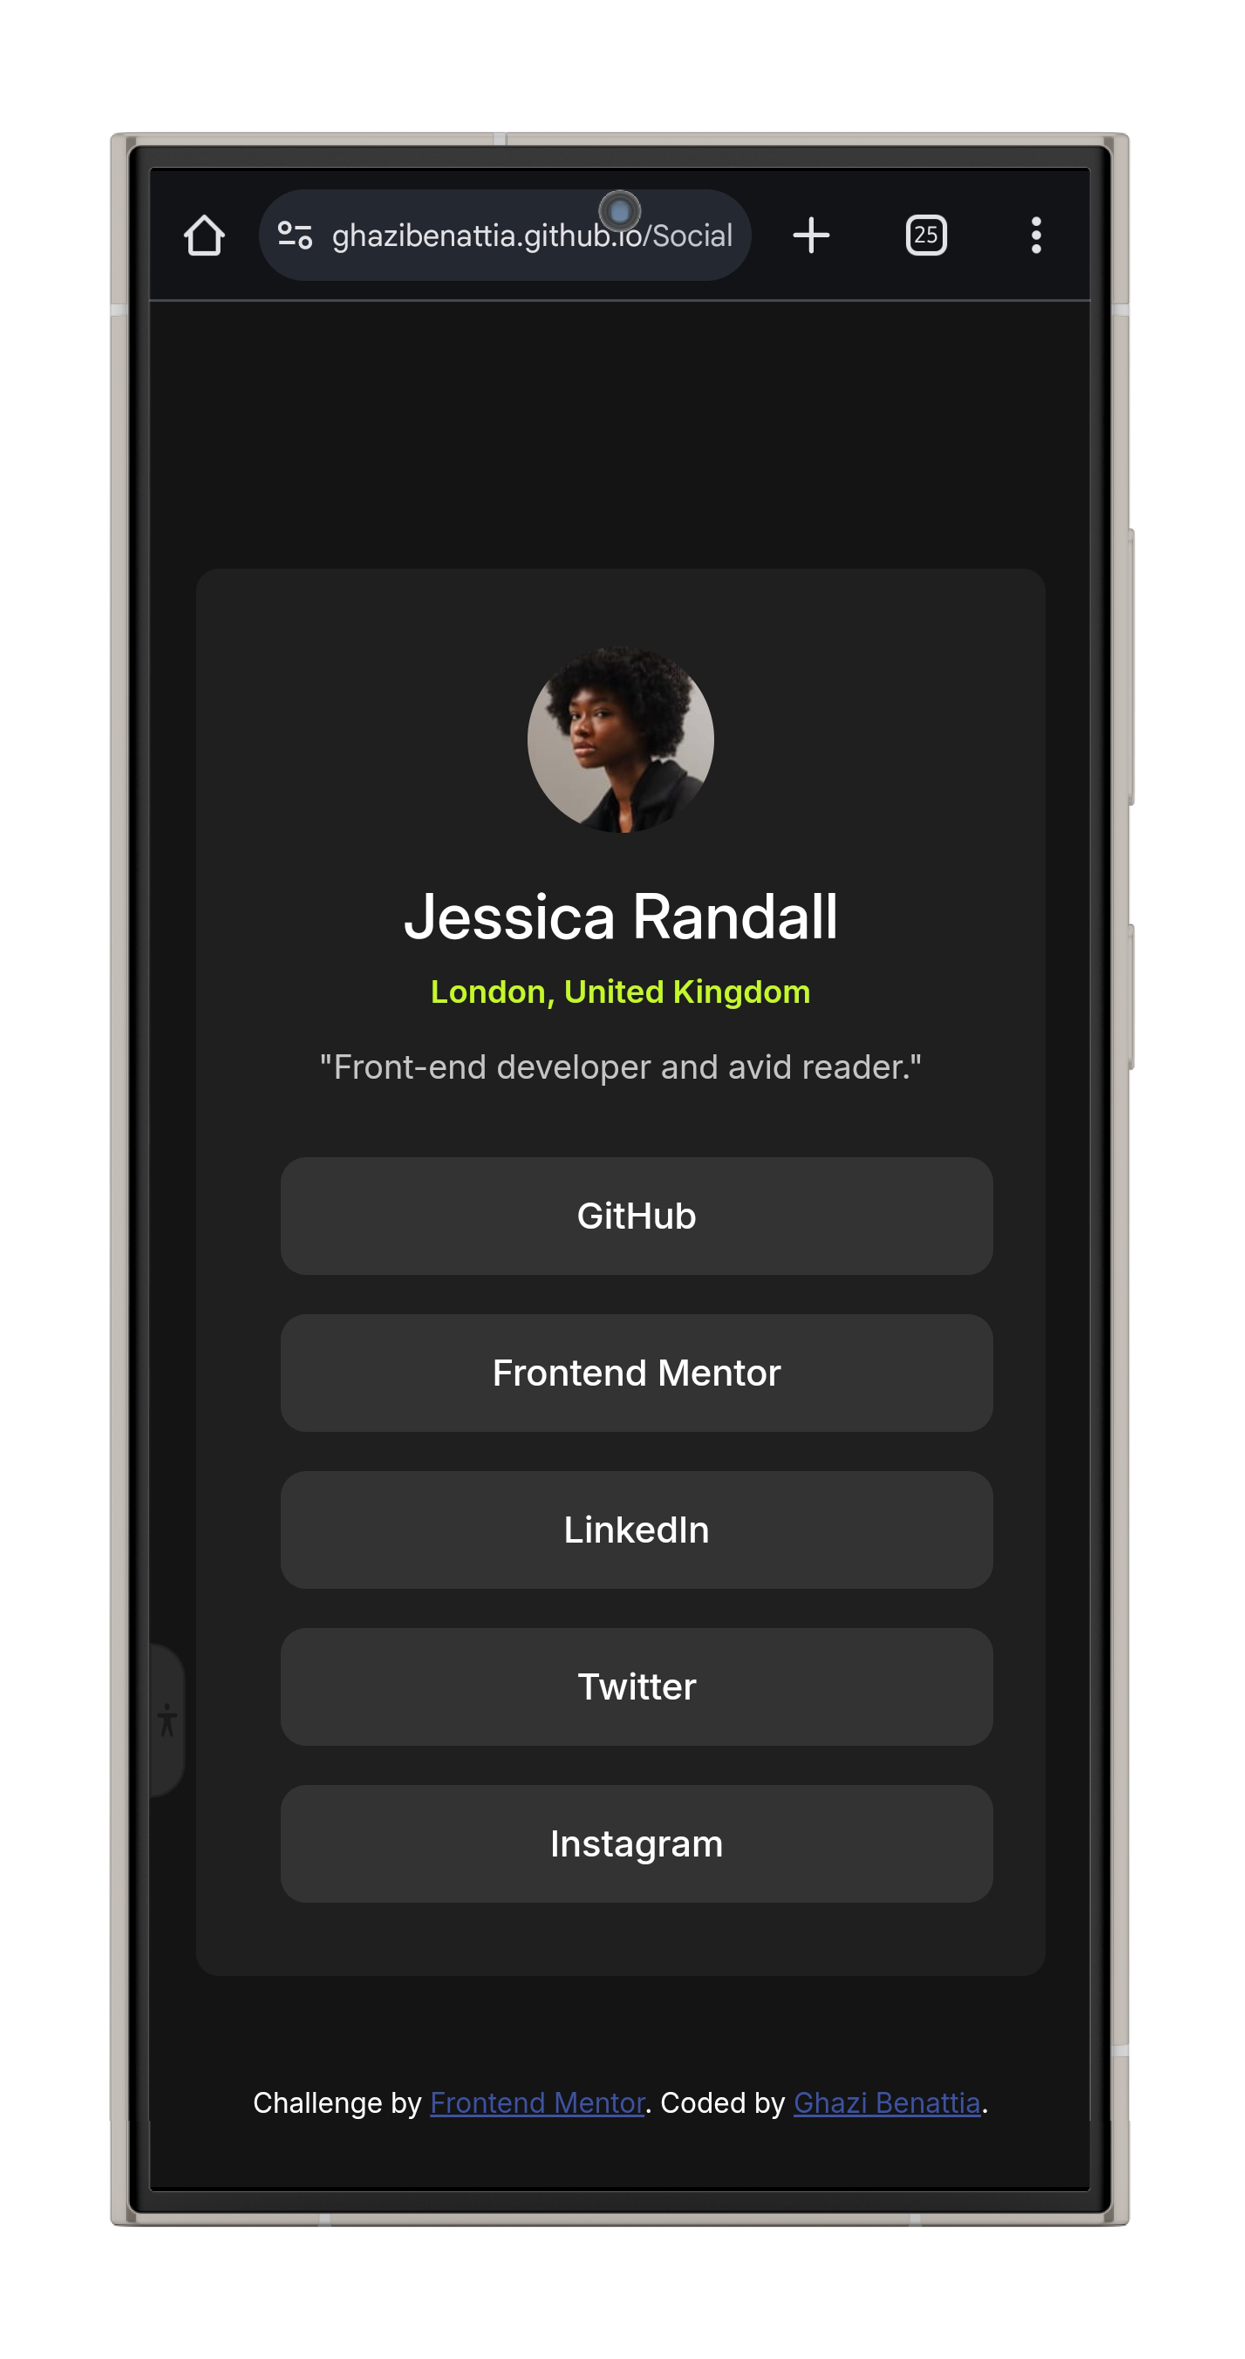 ghazibenattia.github.io/Social
25
Jessica Randall
London, United Kingdom
"Front-end developer and avid reader."
GitHub
Frontend Mentor
LinkedIn
Twitter
Instagram
Challenge by Frontend Mentor. Coded by Ghazi Benattia.